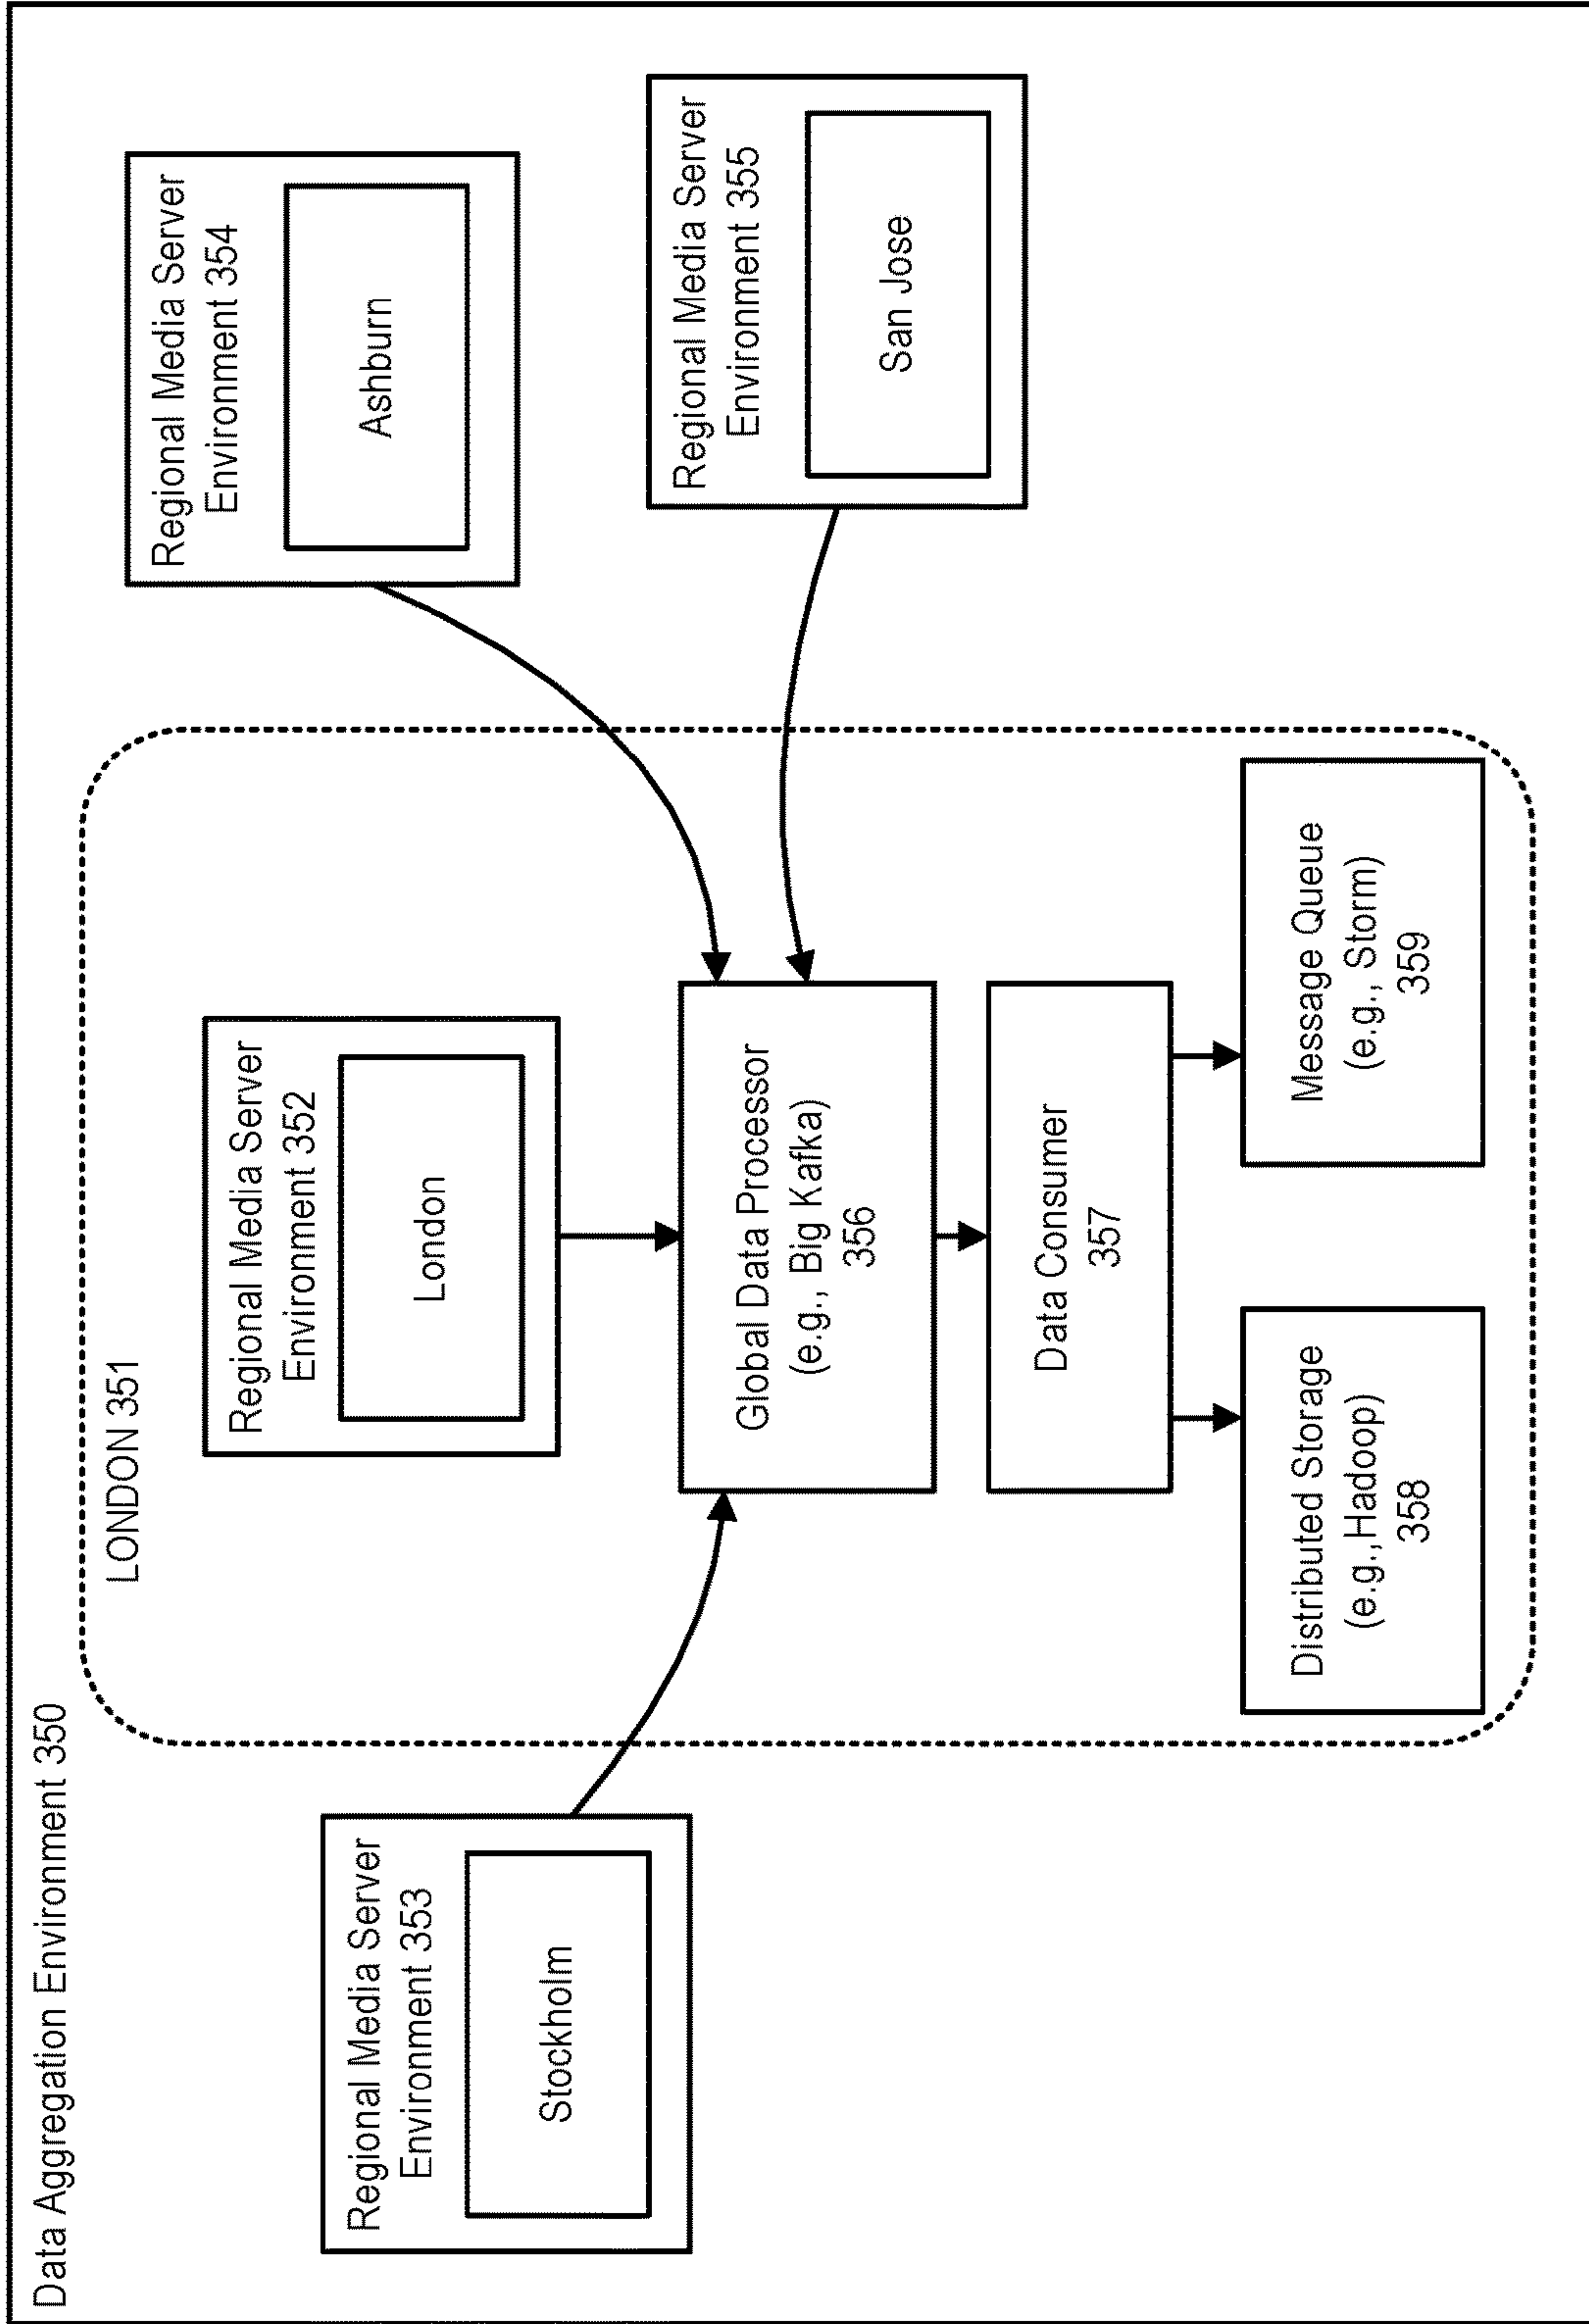 Data Aggregation Environment 350
LONDON 351
Regional Media Server
Environment 352
London
Regional Media Server
Environment 353
Stockholm
Regional Media Server
Environment 354
Ashburn
Regional Media Server
Environment 355
San Jose
Global Data Processor
(e.g., Big Kafka)
356
Data Consumer
357
Distributed Storage
(e.g.,Hadoop)
358
Message Queue
(e.g., Storm)
359